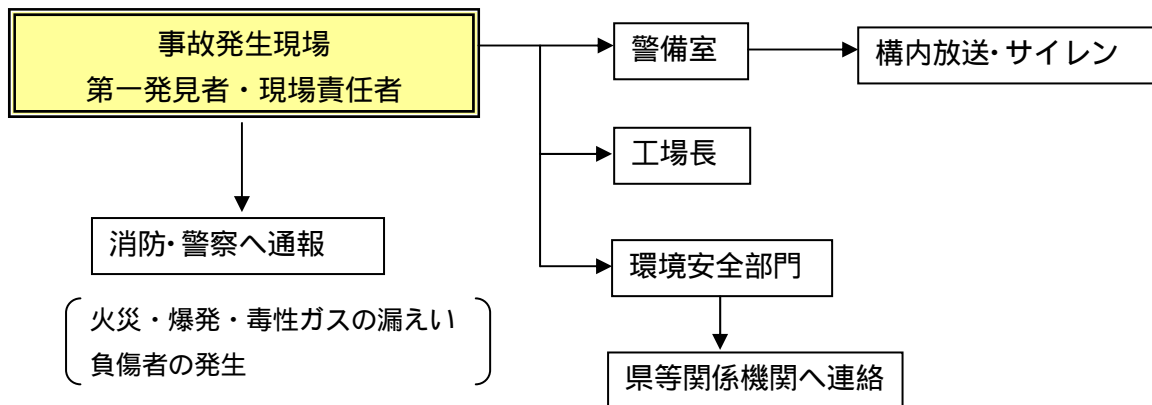 事故発生現場
第一発見者・現場責任者
警備室
構内放送・サイレン
工場長
消防・警察へ通報
環境安全部門
火災・爆発・毒性ガスの漏えい
負傷者の発生
県等関係機関へ連絡